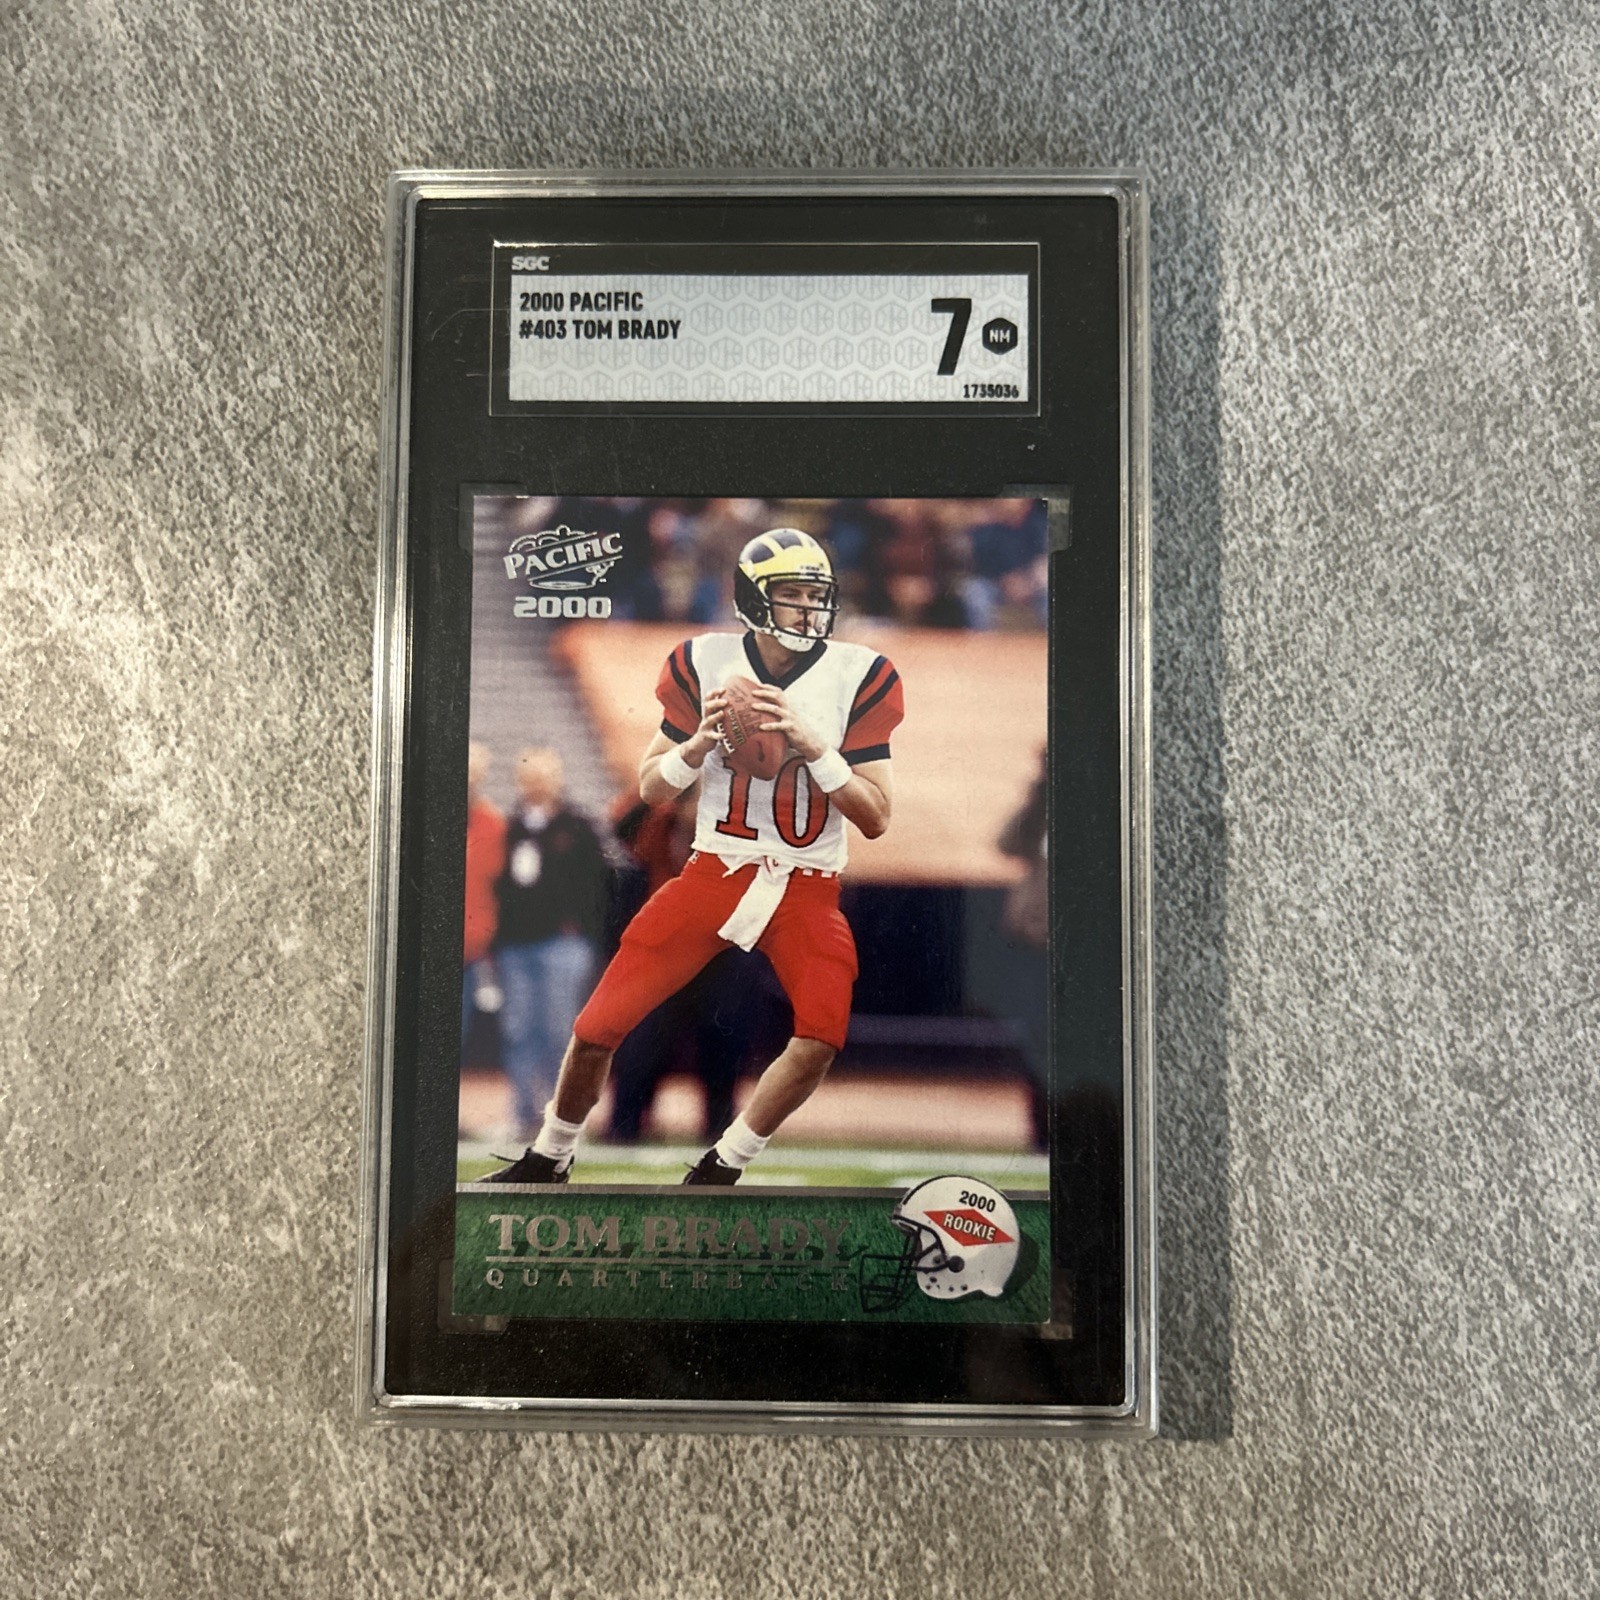 SGC
2000 PACIFIC
#403 TOM BRADY
7
NM
1735036
PACIFIC
2000
10
TOM BRADY
QUARTERBACK
2000
ROOKIE